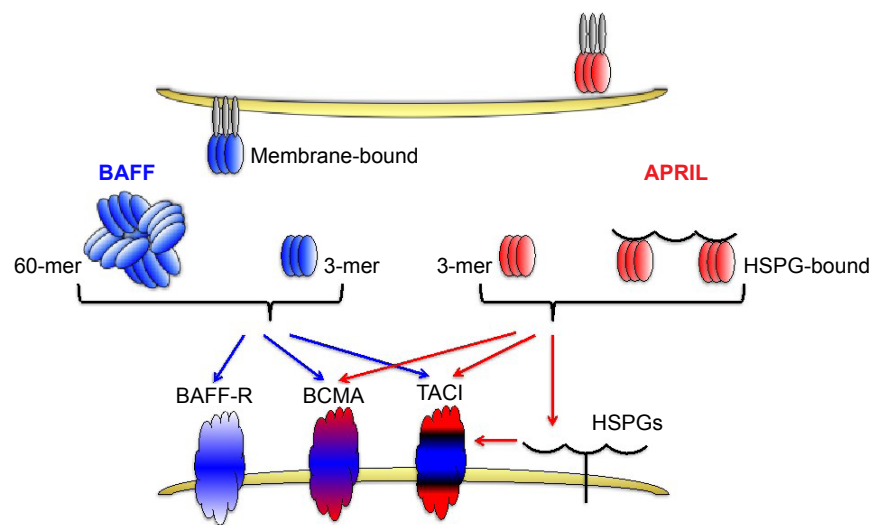 Membrane-bound
BAFF
APRIL
60-mer
3-mer
3-mer
HSPG-bound
BAFF-R
BCMA
TACI
HSPGs